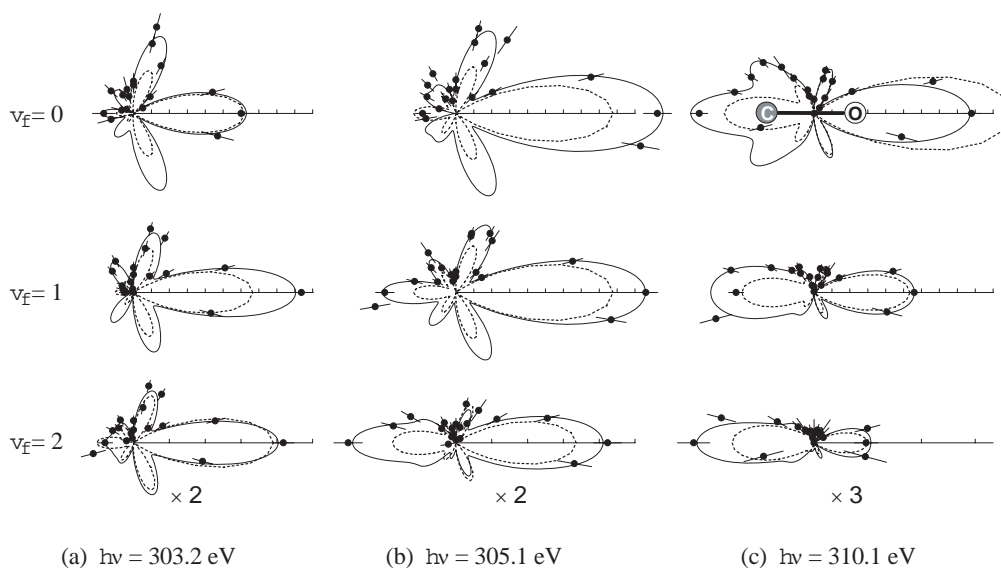 vf= 0
C O
vf= 1
vf= 2
× 2 × 2 × 3
(a) hν = 303.2 eV (b) hν = 305.1 eV (c) hν = 310.1 eV